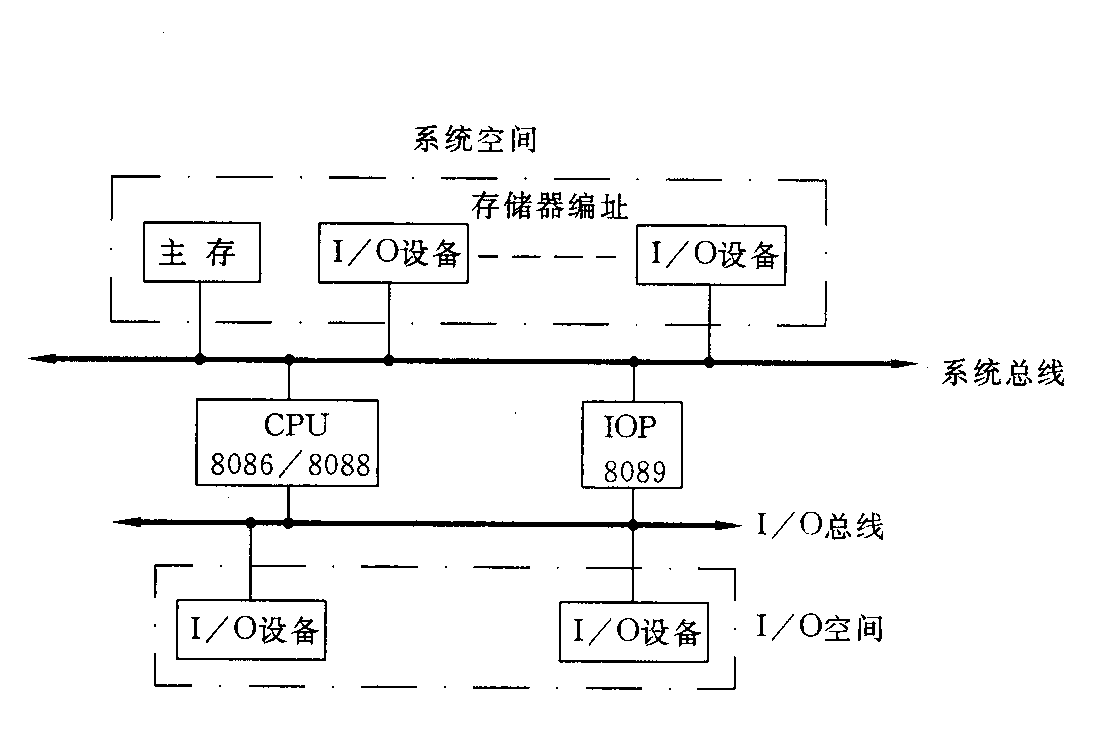 系统空间
存储器编址
主 存
I/O设备
I/O设备
系统总线
CPU
8086/8088
IOP
8089
I/O总线
I/O设备
I/O设备
I/O空间